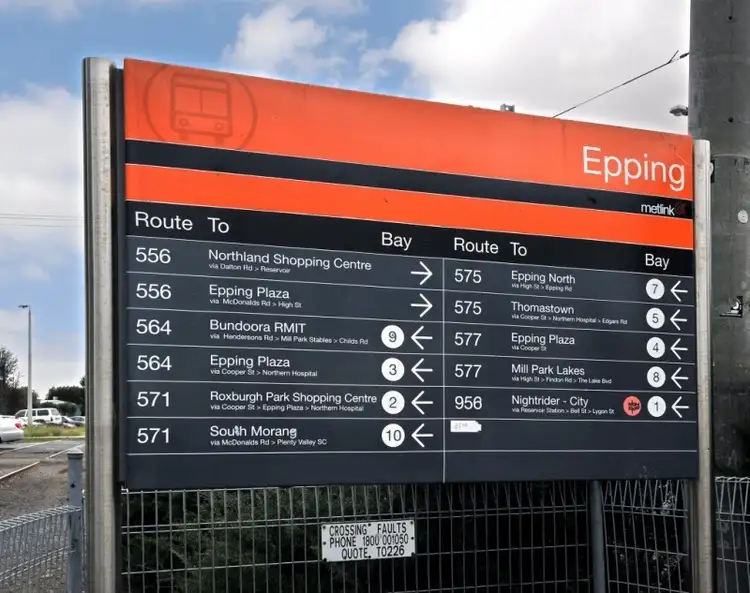 Epping
metlink
Route To Bay
556 Northland Shopping Centre
via Dalton Rd > Reservoir
556 Epping Plaza
via McDonalds Rd > High St
564 Bundoora RMIT 9
via Hendersons Rd > Mill Park Stables > Childs Rd
564 Epping Plaza 3
via Cooper St > Northern Hospital
571 Roxburgh Park Shopping Centre 2
via Cooper St > Epping Plaza > Northern Hospital
571 South Morang 10
via McDonalds Rd > Plenty Valley SC
Route To Bay
575 Epping North 7
via High St > Epping Rd
575 Thomastown 5
via Cooper St > Northern Hospital > Edgars Rd
577 Epping Plaza 4
via Cooper St
577 Mill Park Lakes 8
via High St > Findon Rd > The Lake Blvd
956 Nightrider - City 1
via Reservoir Station > Bell St > Lygon St
CROSSING FAULTS
PHONE 1800 001050
QUOTE TO226